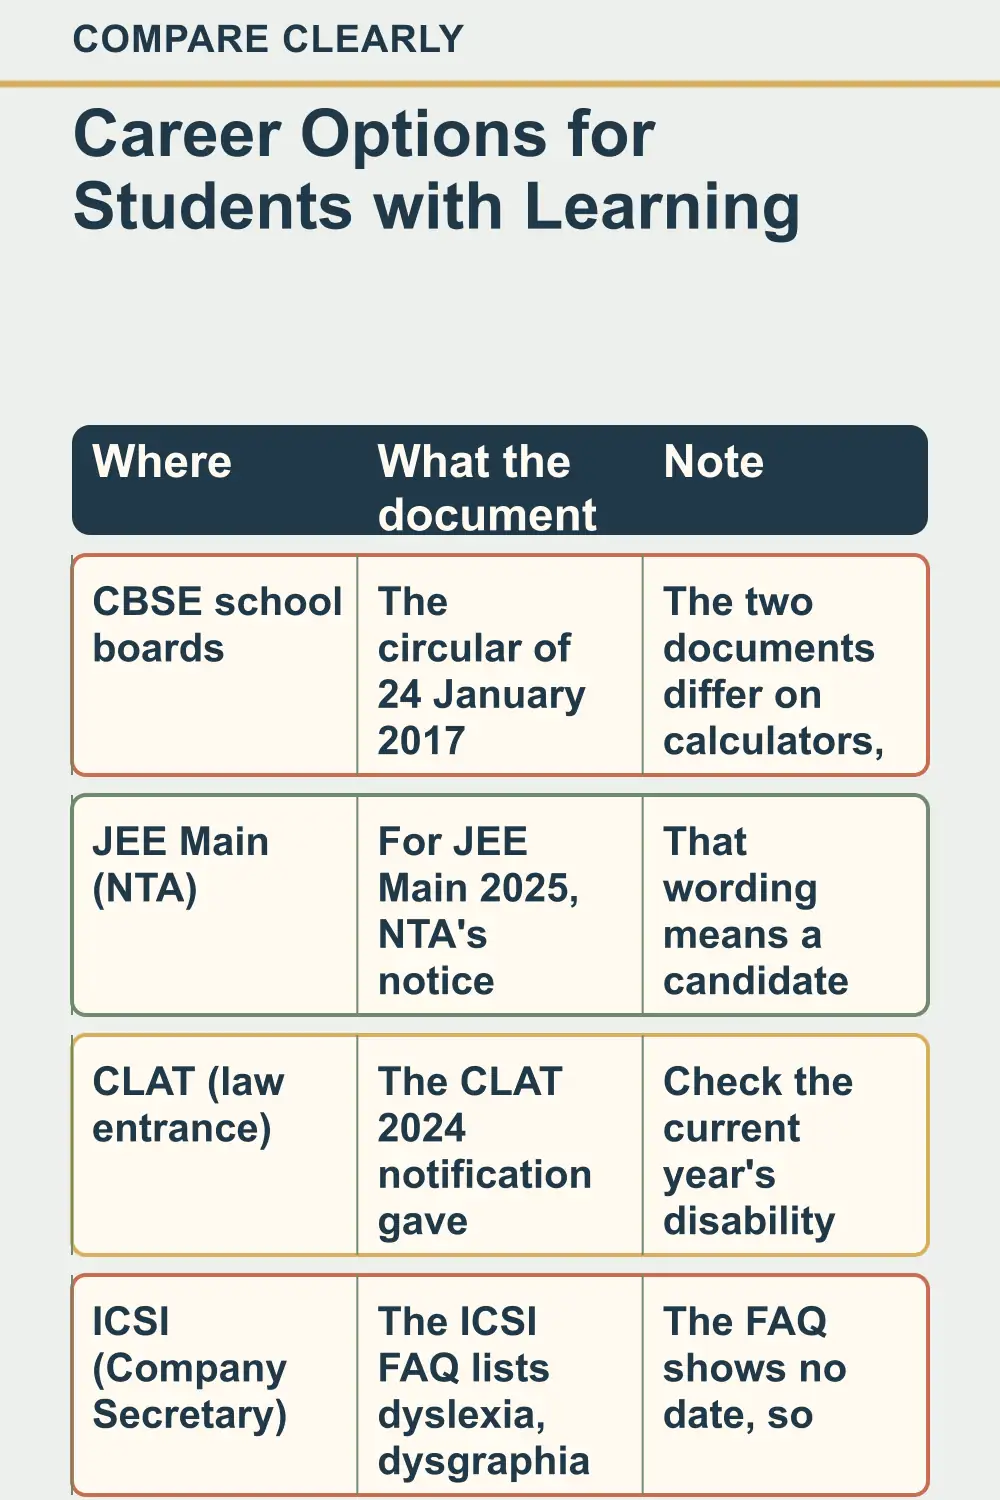 COMPARE CLEARLY
Career Options for
Students with Learning
Where
What the
document
Note
CBSE school
boards
The
circular of
24 January
2017
The two
documents
differ on
calculators,
JEE Main
(NTA)
For JEE
Main 2025,
NTA's
notice
That
wording
means a
candidate
CLAT (law
entrance)
The CLAT
2024
notification
gave
Check the
current
year's
disability
ICSI
(Company
Secretary)
The ICSI
FAQ lists
dyslexia,
dysgraphia
The FAQ
shows no
date, so